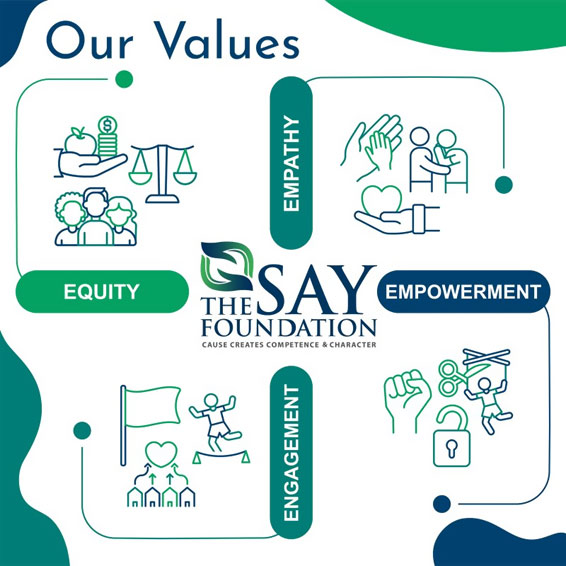 Our Values
EMPATHY
EQUITY
THE SAY
FOUNDATION
CAUSE CREATES COMPETENCE & CHARACTER
EMPOWERMENT
ENGAGEMENT
$